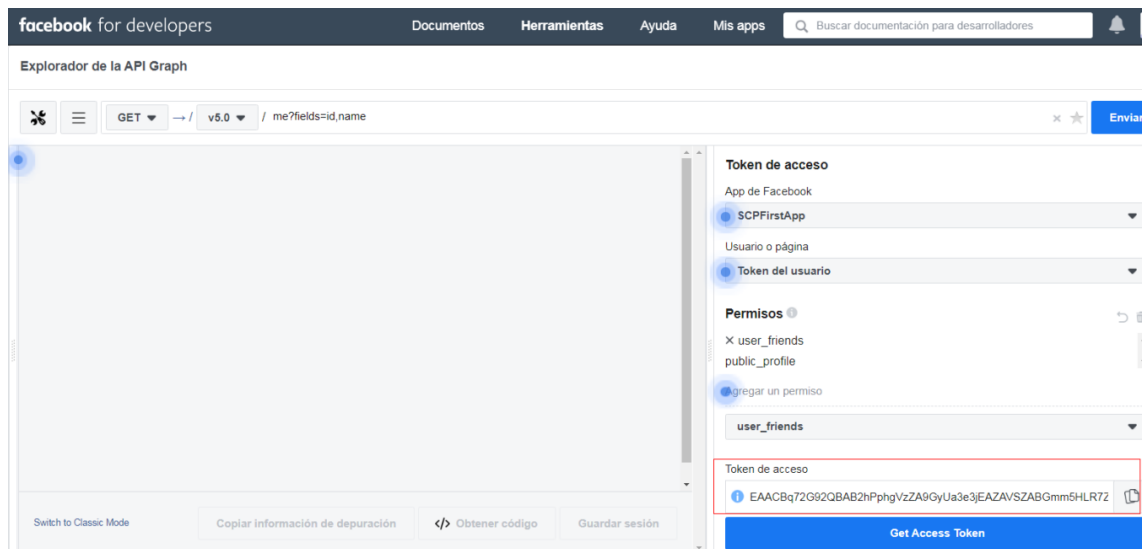 facebook for developers Documentos Herramientas Ayuda Mis apps Buscar documentación para desarrolladores
Explorador de la API Graph
GET → / v5.0 / me?fields=id,name Enviar
Token de acceso
App de Facebook
SCPFirstApp
Usuario o página
Token del usuario
Permisos
user_friends
public_profile
Agregar un permiso
user_friends
Token de acceso
EAACBq72G92QBAB2hPphgVzZA9GyUa3e3jEAZAVSZABGmm5HLR7Z
Get Access Token
Switch to Classic Mode Copiar información de depuración </> Obtener código Guardar sesión